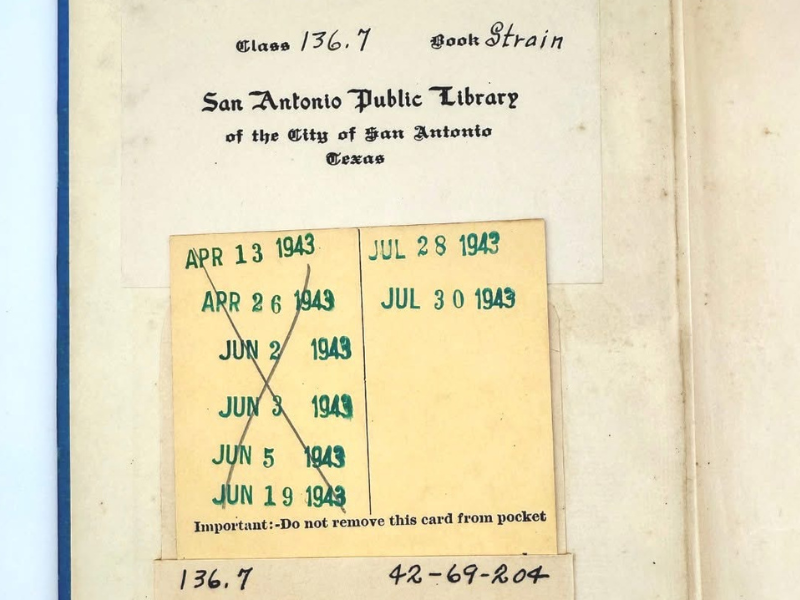 Class 136.7 Book Strain
San Antonio Public Library
of the City of San Antonio
Texas
APR 13 1943
APR 26 1943
JUN 2 1943
JUN 3 1943
JUN 5 1943
JUN 19 1943
JUL 28 1943
JUL 30 1943
Important:-Do not remove this card from pocket
136.7 42-69-204